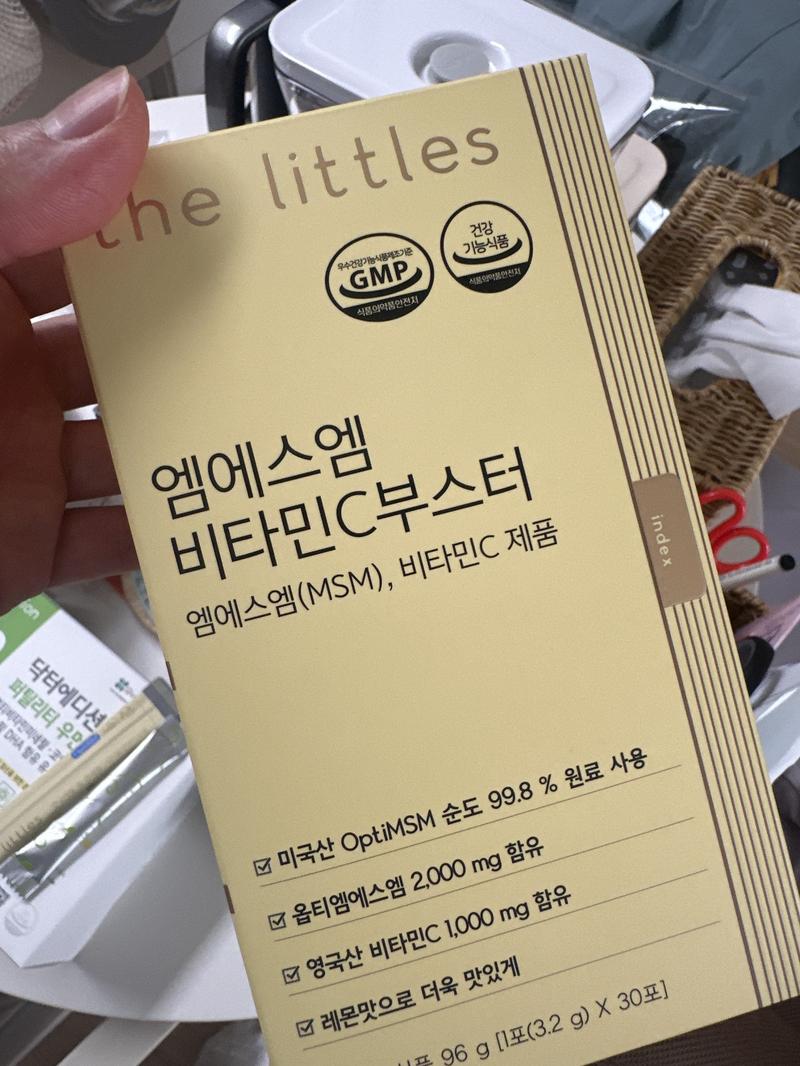 the littles
우수건강기능식품제조기준
GMP
식품의약품안전처
건강
기능식품
식품의약품안전처
엠에스엠
비타민C부스터
엠에스엠(MSM), 비타민C 제품
index
미국산 OptiMSM 순도 99.8 % 원료 사용
옵티엠에스엠 2,000 mg 함유
영국산 비타민C 1,000 mg 함유
레몬맛으로 더욱 맛있게
96 g [1포(3.2 g) X 30포]
닥터에디션
퍼틸리티 우먼